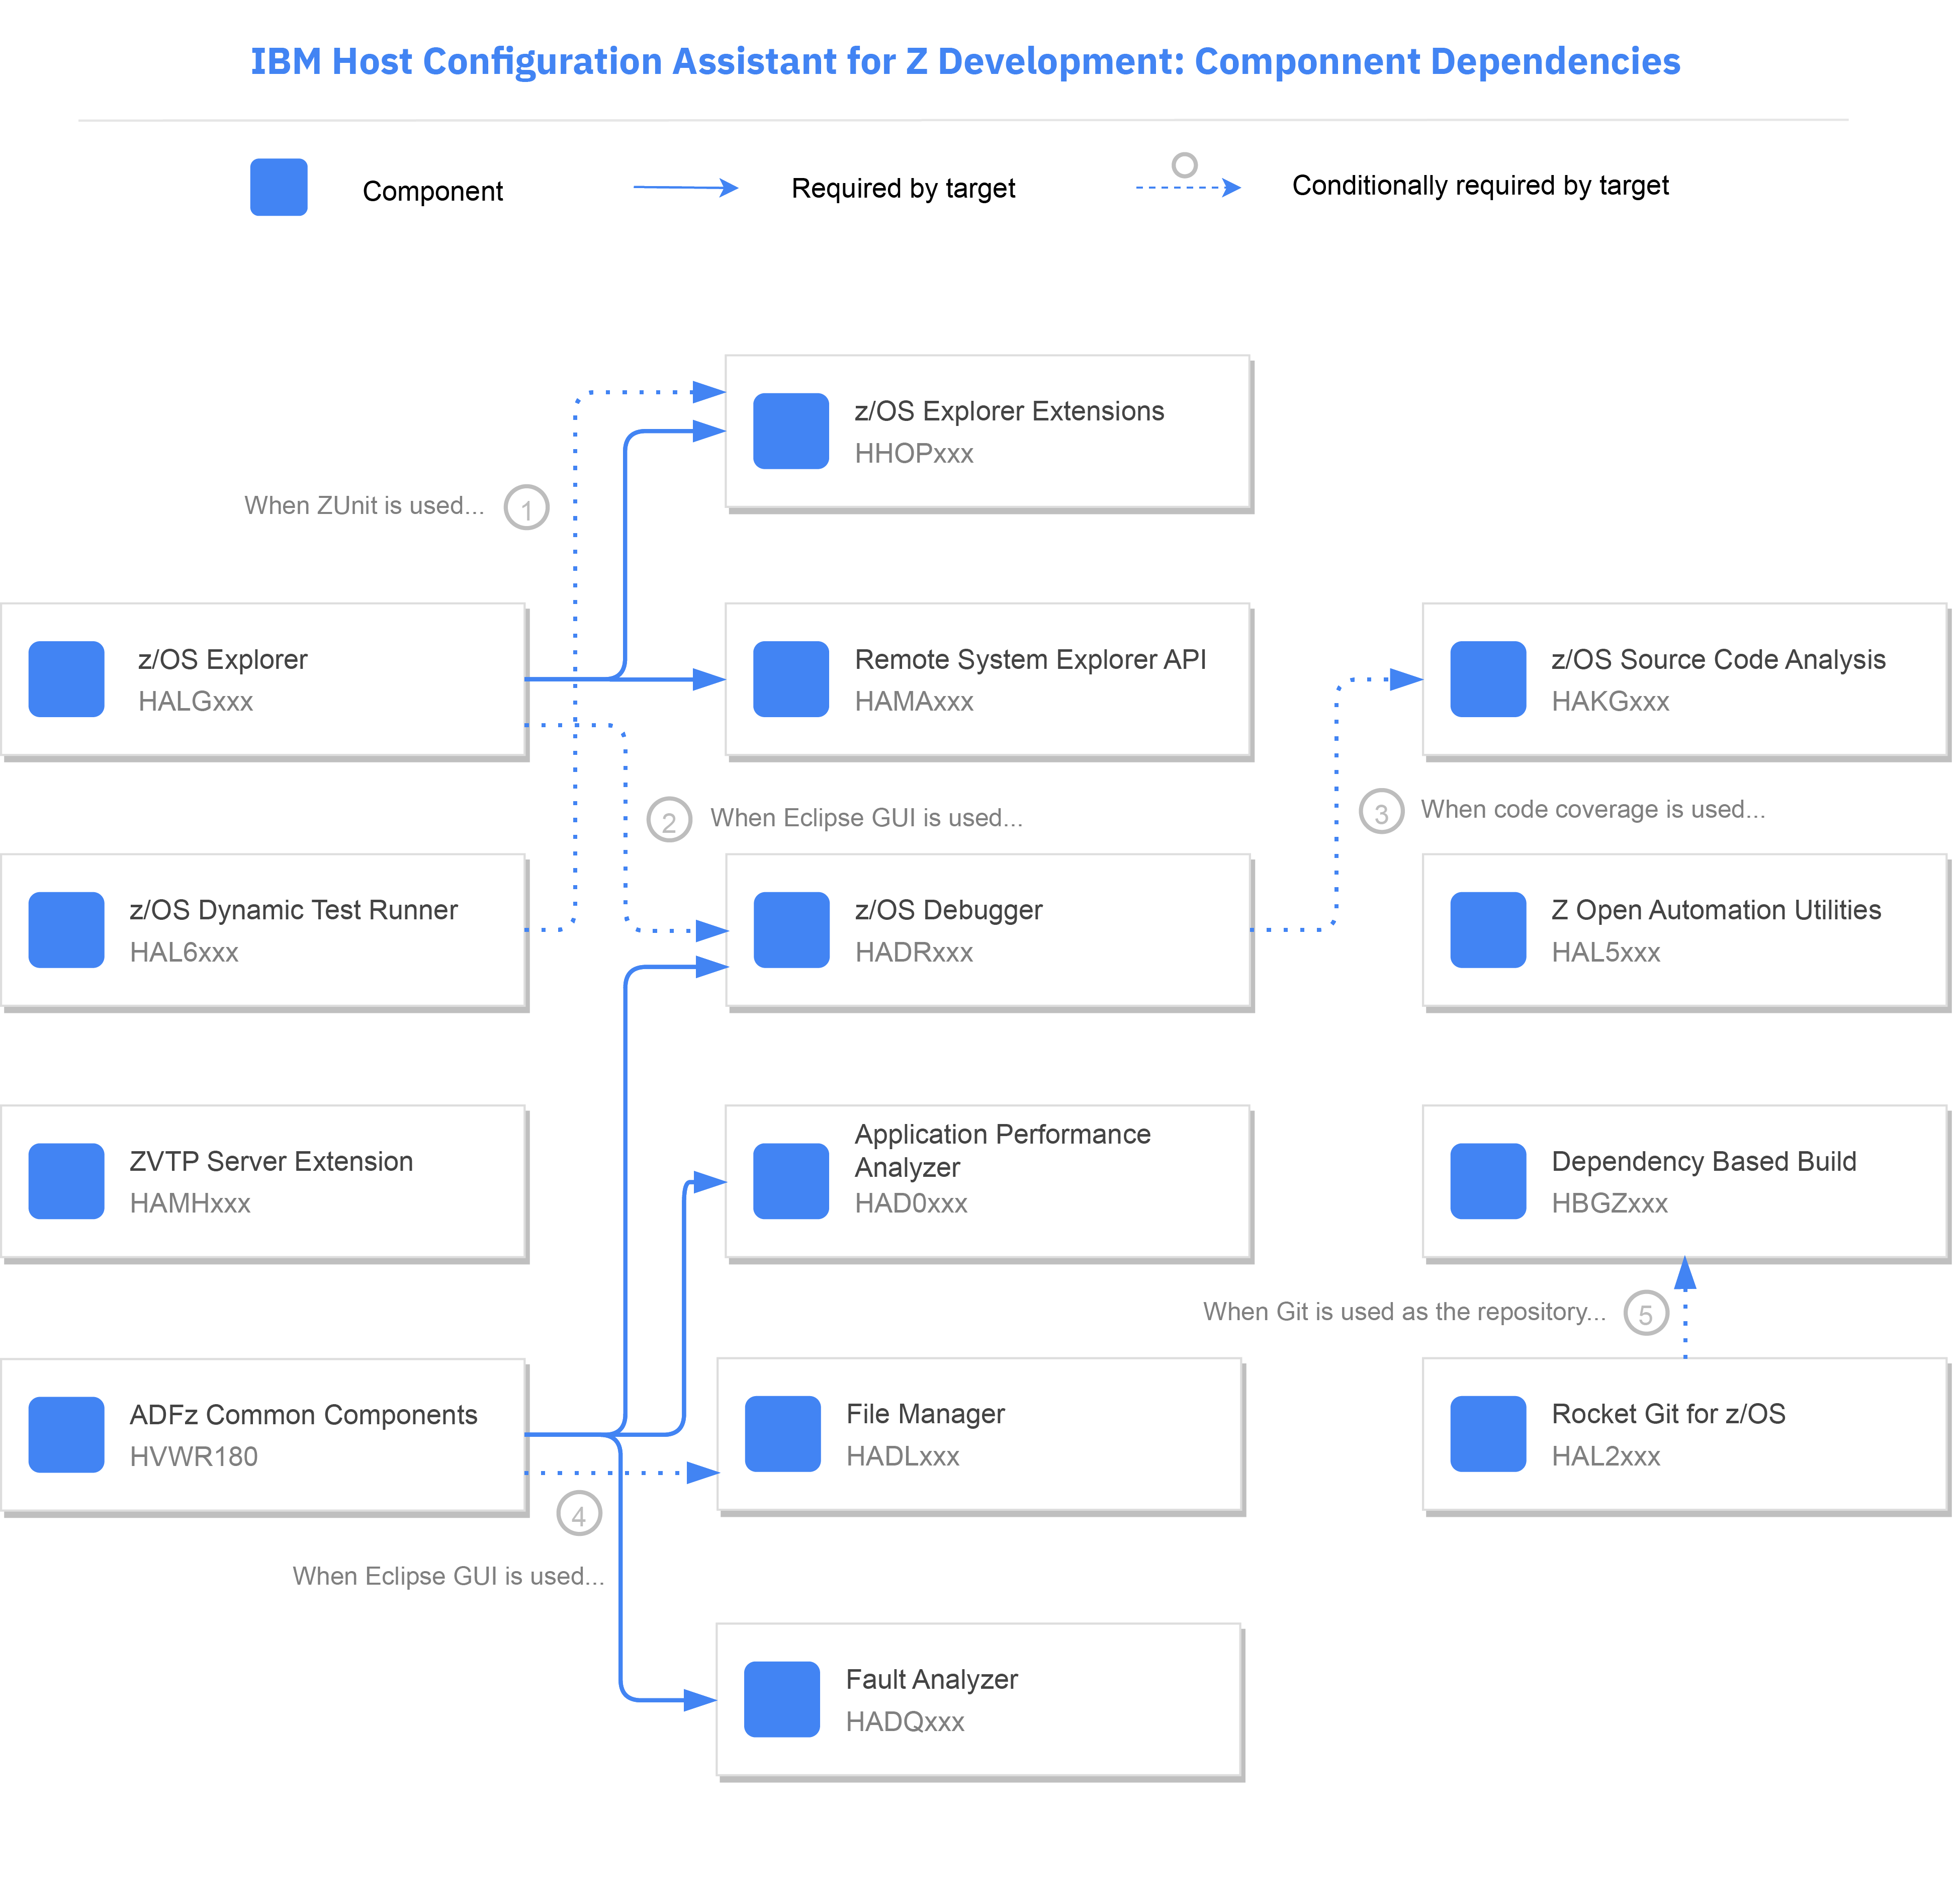 IBM Host Configuration Assistant for Z Development: Componnent Dependencies
Component
Required by target
Conditionally required by target
z/OS Explorer Extensions
HHOPxxx
When ZUnit is used...
1
z/OS Explorer
HALGxxx
Remote System Explorer API
HAMAxxx
z/OS Source Code Analysis
HAKGxxx
2
When Eclipse GUI is used...
3
When code coverage is used...
z/OS Dynamic Test Runner
HAL6xxx
z/OS Debugger
HADRxxx
Z Open Automation Utilities
HAL5xxx
ZVTP Server Extension
HAMHxxx
Application Performance
Analyzer
HAD0xxx
Dependency Based Build
HBGZxxx
When Git is used as the repository...
5
ADFz Common Components
HVWR180
File Manager
HADLxxx
Rocket Git for z/OS
HAL2xxx
4
When Eclipse GUI is used...
Fault Analyzer
HADQxxx